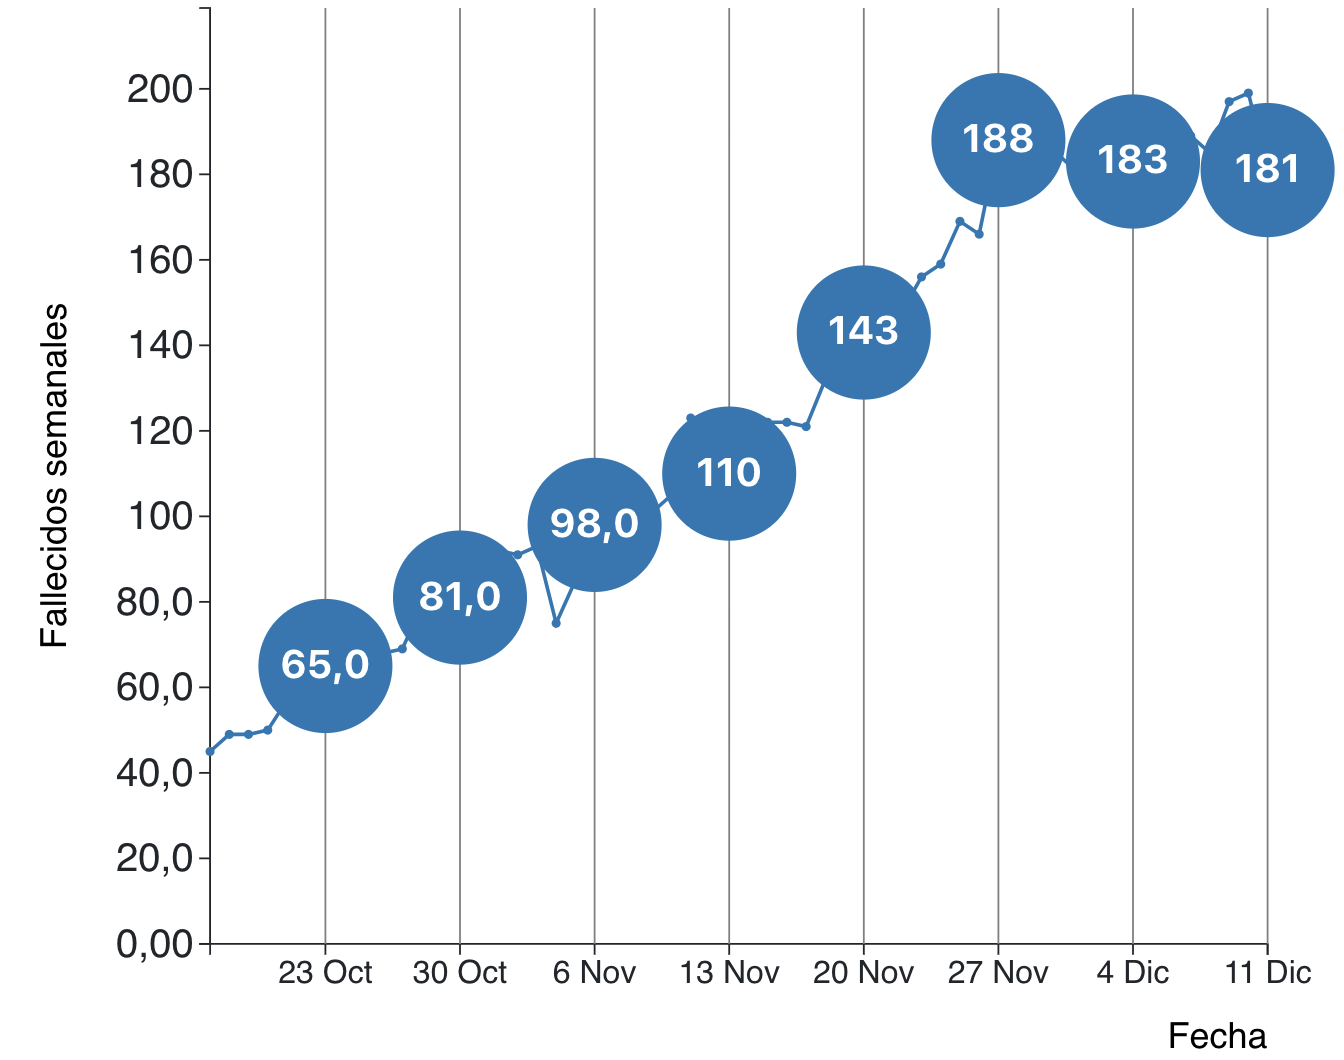 Fallecidos semanales
200
180
160
140
120
100
80,0
60,0
40,0
20,0
0,00
65,0
81,0
98,0
110
143
188
183
181
23 Oct
30 Oct
6 Nov
13 Nov
20 Nov
27 Nov
4 Dic
11 Dic
Fecha